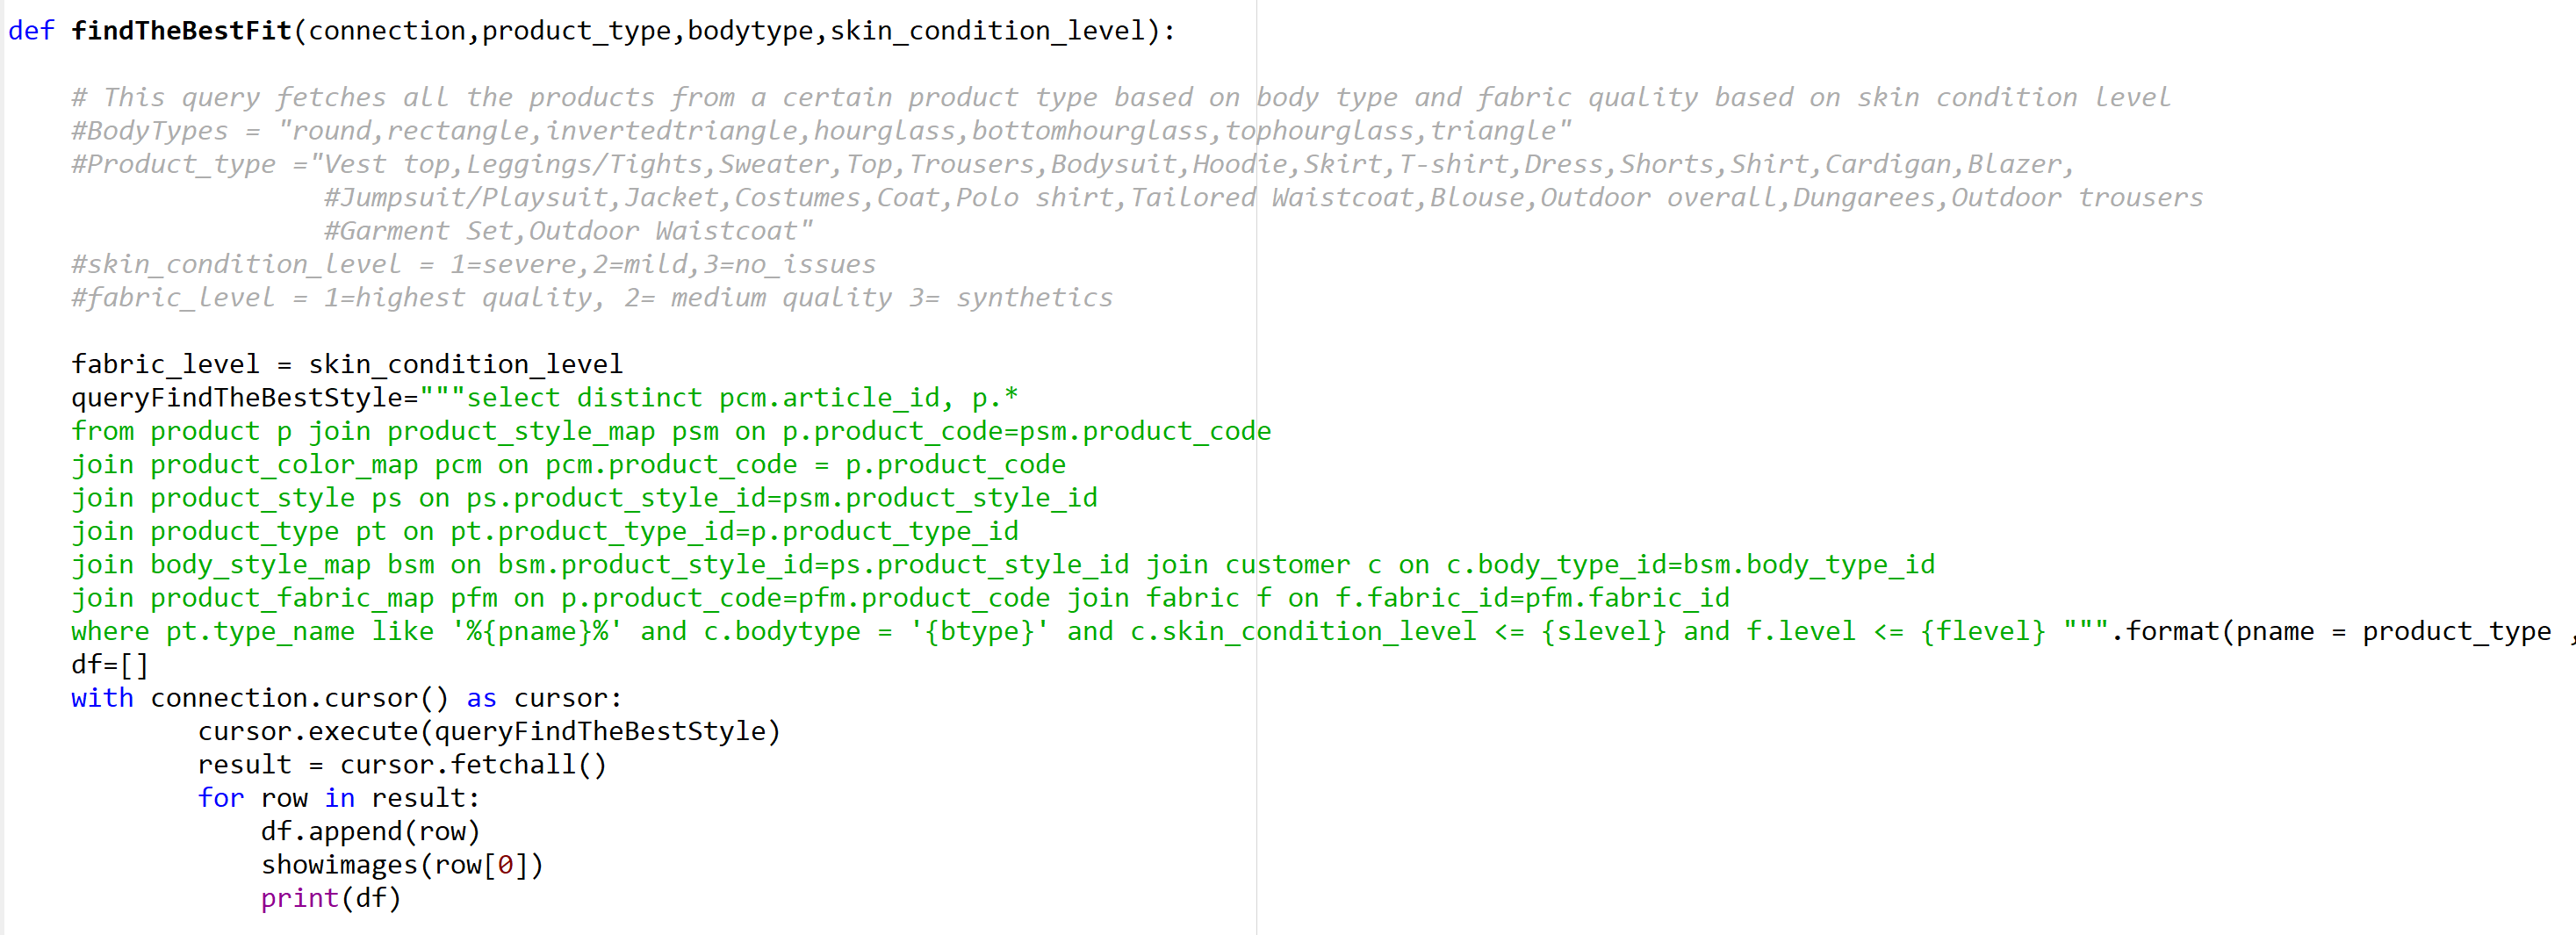 def findTheBestFit(connection,product_type,bodytype,skin_condition_level):
# This query fetches all the products from a certain product type based on body type and fabric quality based on skin condition level
#BodyTypes = "round,rectangle,invertedtriangle,hourglass,bottomhourglass,tophourglass,triangle"
#Product_type ="Vest top,Leggings/Tights,Sweater,Top,Trousers,Bodysuit,Hoodie,Skirt,T-shirt,Dress,Shorts,Shirt,Cardigan,Blazer,
#Jumpsuit/Playsuit,Jacket,Costumes,Coat,Polo shirt,Tailored Waistcoat,Blouse,Outdoor overall,Dungarees,Outdoor trousers
#Garment Set,Outdoor Waistcoat"
#skin_condition_level = 1=severe,2=mild,3=no_issues
#fabric_level = 1=highest quality, 2= medium quality 3= synthetics
fabric_level = skin_condition_level
queryFindTheBestStyle="""select distinct pcm.article_id, p.*
from product p join product_style_map psm on p.product_code=psm.product_code
join product_color_map pcm on pcm.product_code = p.product_code
join product_style ps on ps.product_style_id=psm.product_style_id
join product_type pt on pt.product_type_id=p.product_type_id
join body_style_map bsm on bsm.product_style_id=ps.product_style_id join customer c on c.body_type_id=bsm.body_type_id
join product_fabric_map pfm on p.product_code=pfm.product_code join fabric f on f.fabric_id=pfm.fabric_id
where pt.type_name like '%{pname}%' and c.bodytype = '{btype}' and c.skin_condition_level <= {slevel} and f.level <= {flevel} """.format(pname = product_type ,
df=[]
with connection.cursor() as cursor:
cursor.execute(queryFindTheBestStyle)
result = cursor.fetchall()
for row in result:
df.append(row)
showimages(row[0])
print(df)